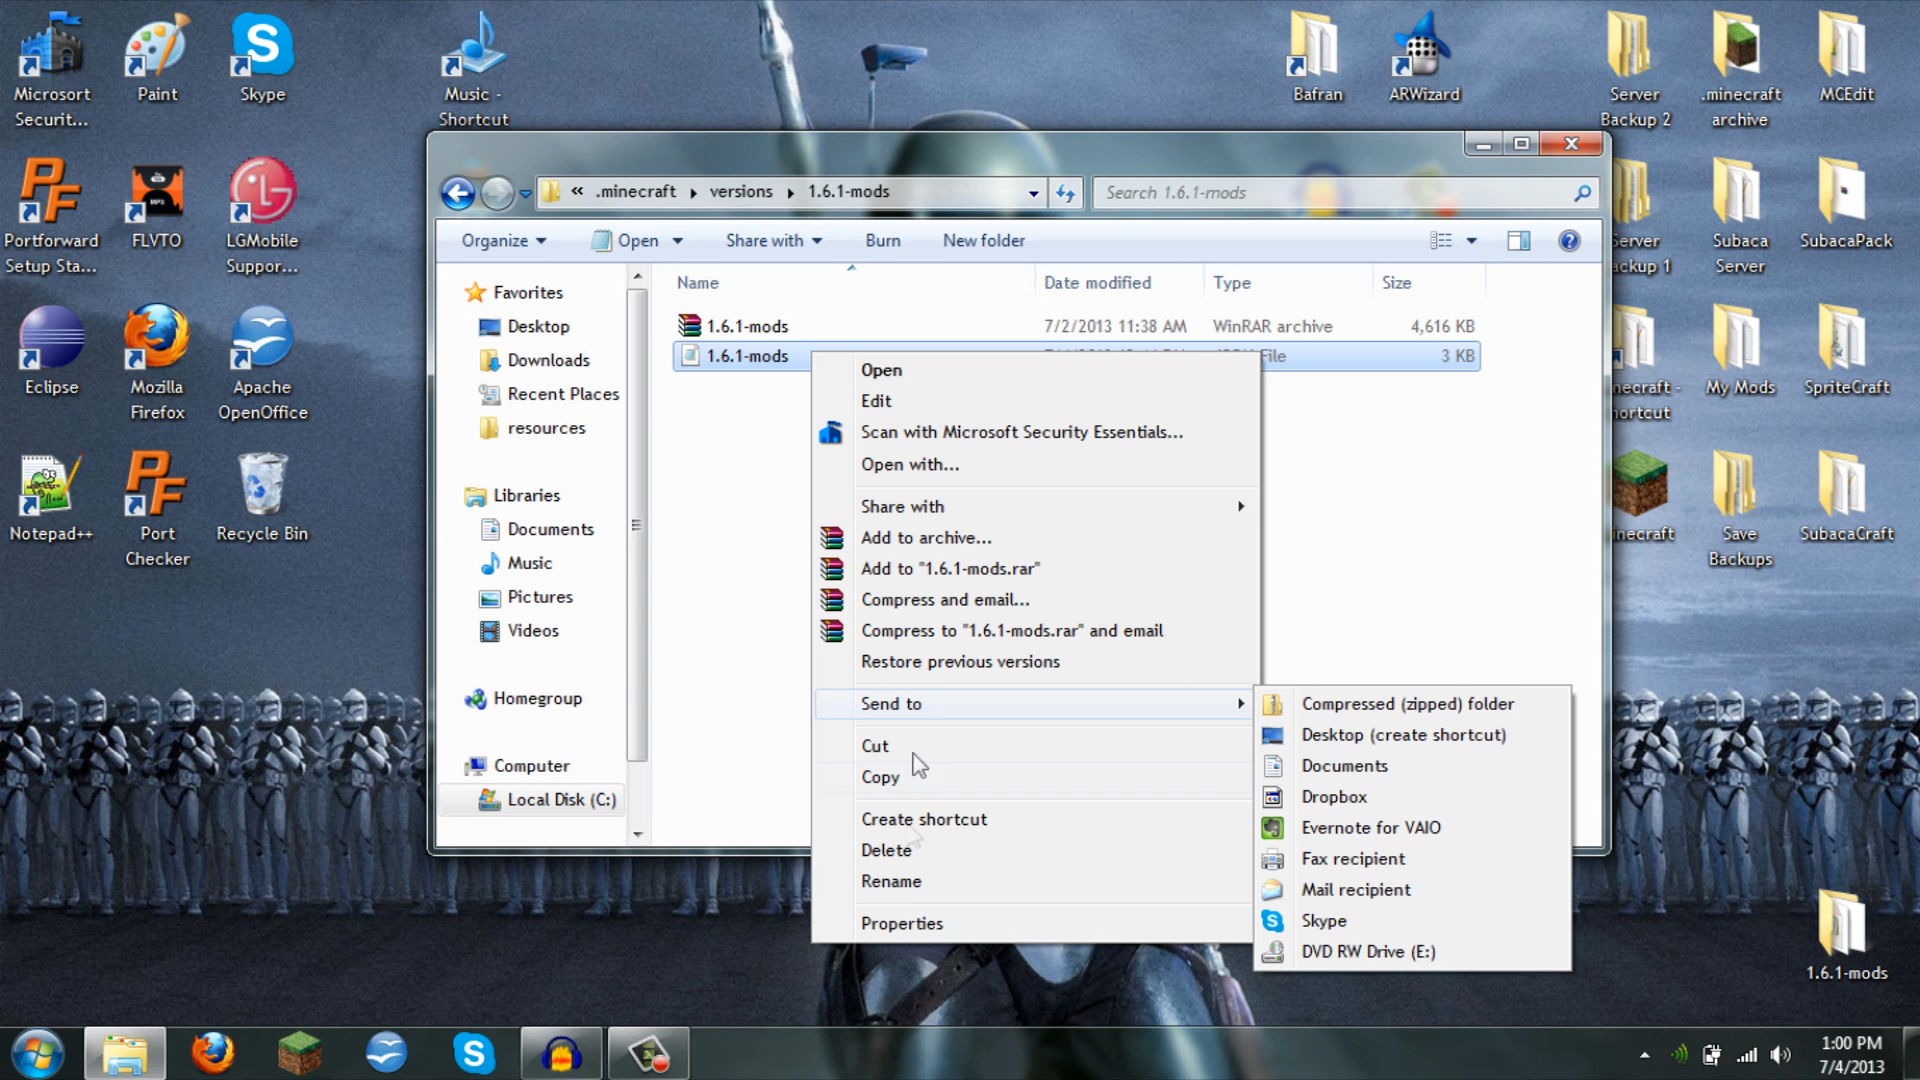 Microsort
Securit...
Paint
Skype
Music -
Shortcut
Bafran
ARWizard
Server
Backup 2
.minecraft
archive
MCEdit
Portforward
Setup Sta...
FLVTO
LGMobile
Suppor...
Server
ackup 1
Subaca
Server
SubacaPack
Eclipse
Mozilla
Firefox
Apache
OpenOffice
necraft -
hortcut
My Mods
SpriteCraft
Notepad++
Port
Checker
Recycle Bin
inecraft
Save
Backups
SubacaCraft
1.6.1-mods
« .minecraft versions 1.6.1-mods
Search 1.6.1-mods
Organize Open Share with Burn New folder
Favorites
Desktop
Downloads
Recent Places
resources
Libraries
Documents
Music
Pictures
Videos
Homegroup
Computer
Local Disk (C:)
Name Date modified Type Size
1.6.1-mods 7/2/2013 11:38 AM WinRAR archive 4,616 KB
1.6.1-mods File 3 KB
Open
Edit
Scan with Microsoft Security Essentials...
Open with...
Share with
Add to archive...
Add to "1.6.1-mods.rar"
Compress and email...
Compress to "1.6.1-mods.rar" and email
Restore previous versions
Send to
Cut
Copy
Create shortcut
Delete
Rename
Properties
Compressed (zipped) folder
Desktop (create shortcut)
Documents
Dropbox
Evernote for VAIO
Fax recipient
Mail recipient
Skype
DVD RW Drive (E:)
1:00 PM
7/4/2013